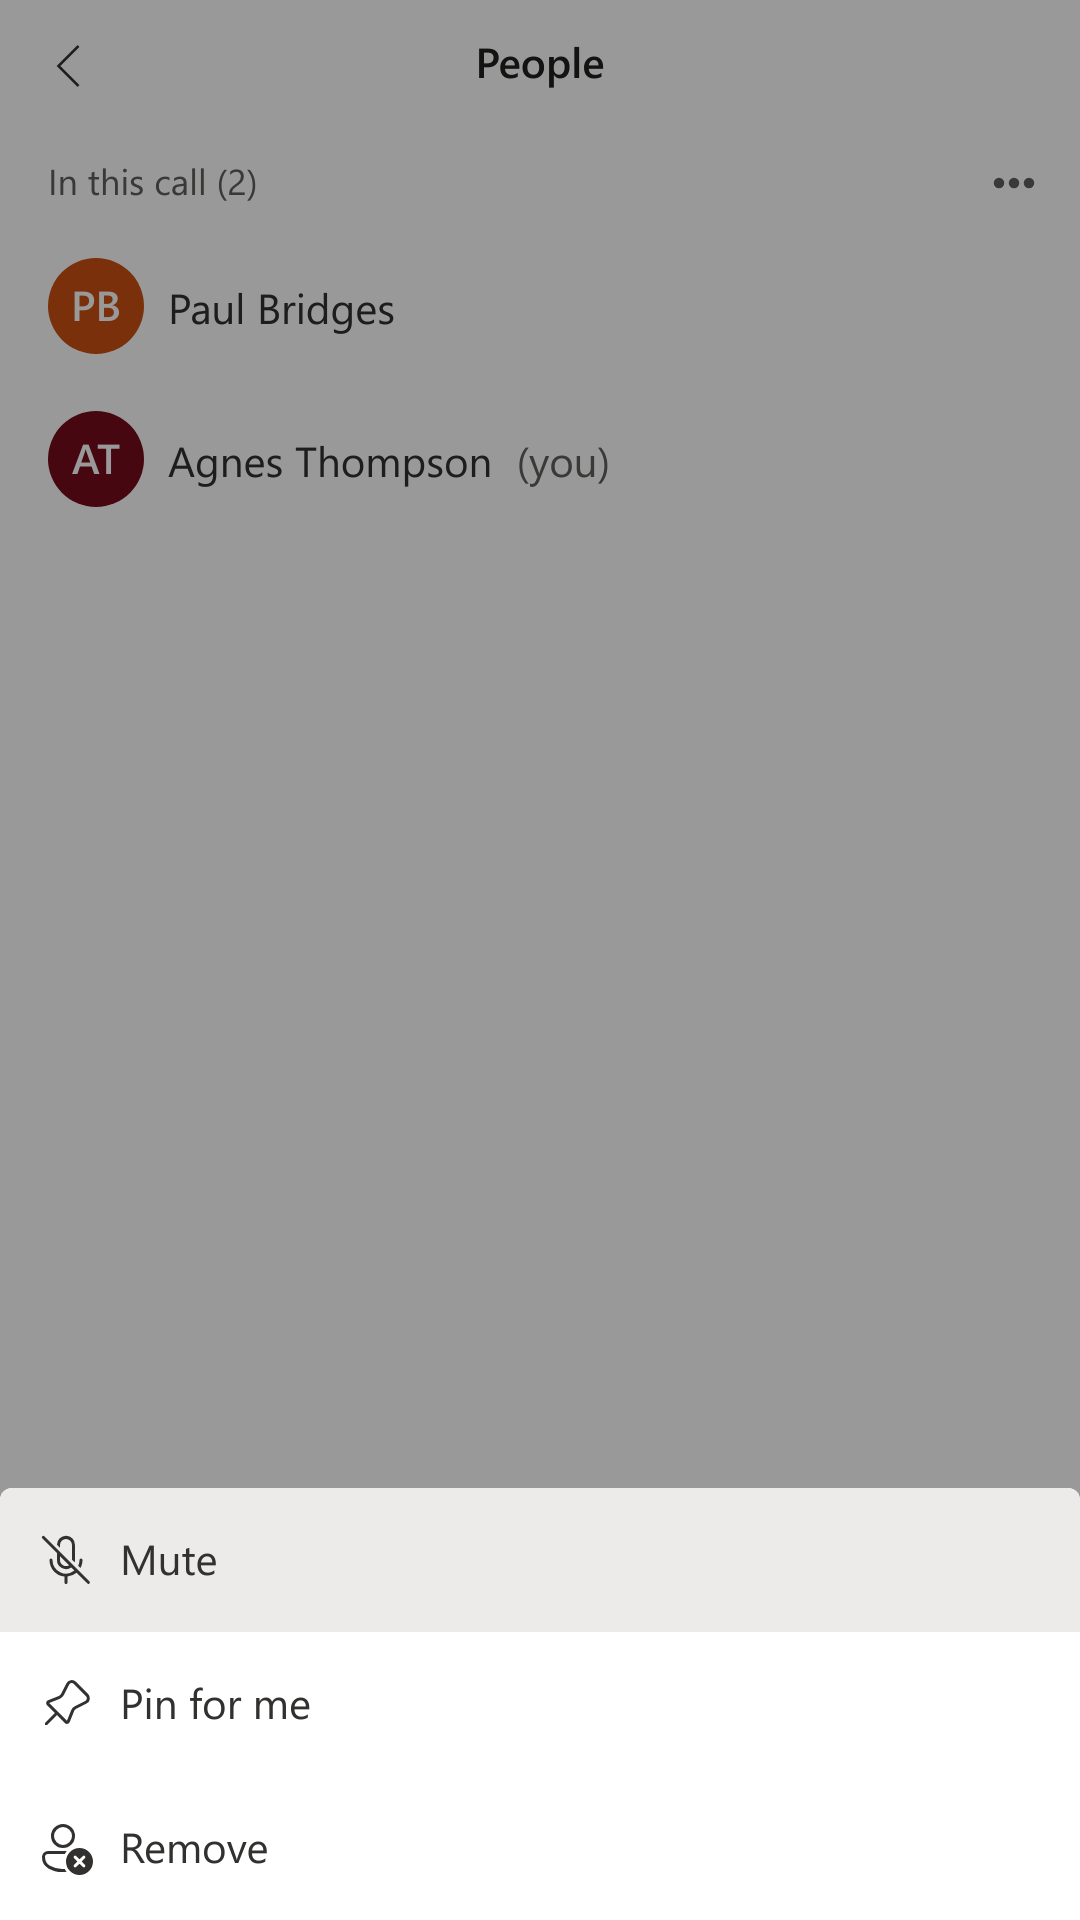 People
In this call (2)
PB Paul Bridges
AT Agnes Thompson (you)
Mute
Pin for me
Remove